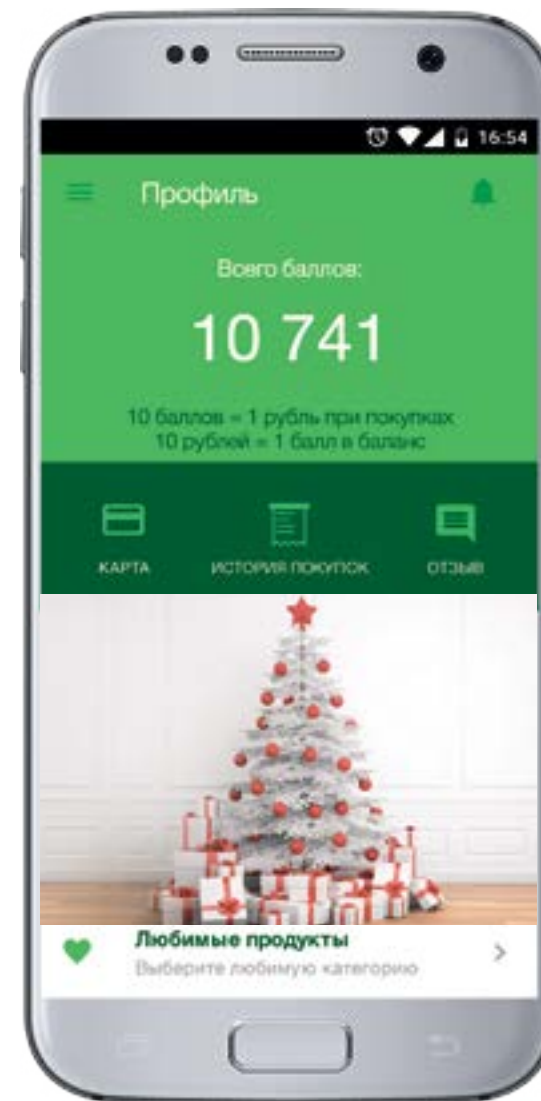 16:54
Профиль
Всего баллов:
10 741
10 баллов = 1 рубль при покупках
10 рублей = 1 балл в баланс
КАРТА ИСТОРИЯ ПОКУПОК ОТЗЫВ
Любимые продукты
Выберите любимую категорию